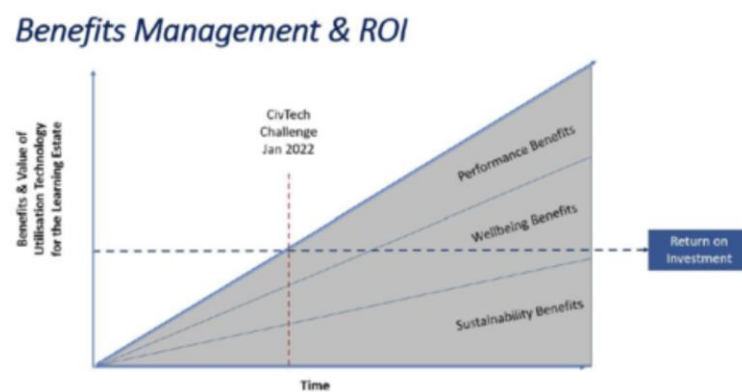 Benefits Management & ROI
CivTech
Challenge
Jan 2022
Benefits & Value of
Utilisation Technology
for the Learning Estate
Performance Benefits
Wellbeing Benefits
Return on
Investment
Sustainability Benefits
Time